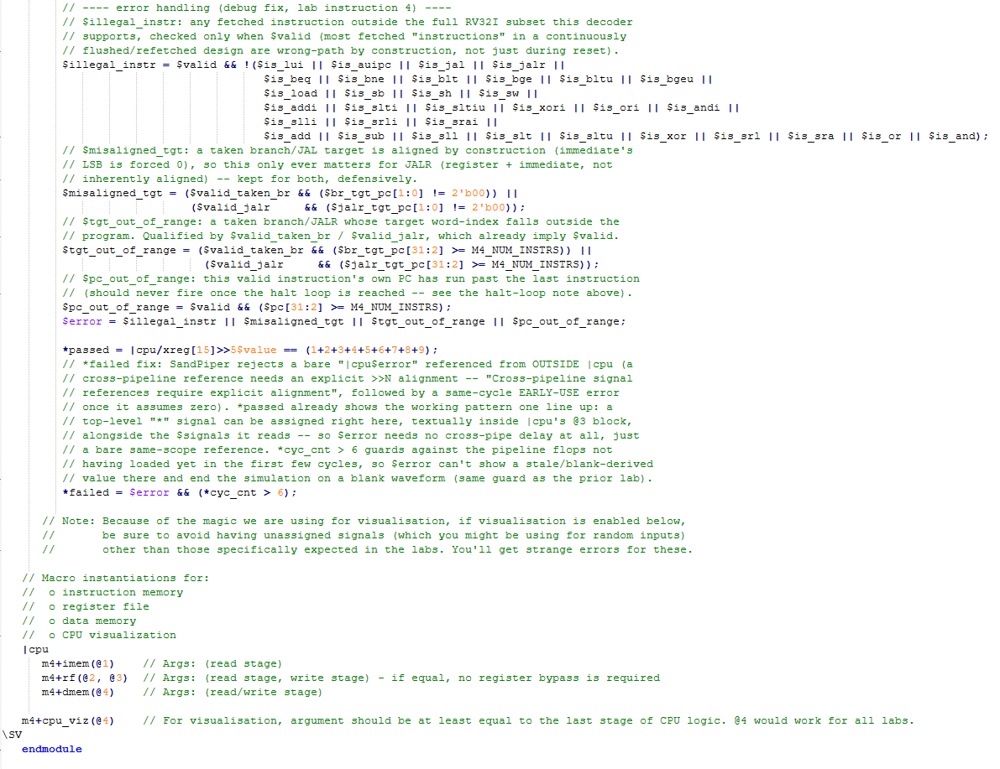 // ---- error handling (debug fix, lab instruction 4) ----
// $illegal_instr: any fetched instruction outside the full RV32I subset this decoder
// supports, checked only when $valid (most fetched "instructions" in a continuously
// flushed/refetched design are wrong-path by construction, not just during reset).
$illegal_instr = $valid && !($is_lui || $is_auipc || $is_jal || $is_jalr ||
$is_beq || $is_bne || $is_blt || $is_bge || $is_bltu || $is_bgeu ||
$is_load || $is_sb || $is_sh || $is_sw ||
$is_addi || $is_slti || $is_sltiu || $is_xori || $is_ori || $is_andi ||
$is_slli || $is_srli || $is_srai ||
$is_add || $is_sub || $is_sll || $is_slt || $is_sltu || $is_xor || $is_srl || $is_sra || $is_or || $is_and);
// $misaligned_tgt: a taken branch/JAL target is aligned by construction (immediate's
// LSB is forced 0), so this only ever matters for JALR (register + immediate, not
// inherently aligned) -- kept for both, defensively.
$misaligned_tgt = ($valid_taken_br && ($br_tgt_pc[1:0] != 2'b00)) ||
($valid_jalr     && ($jalr_tgt_pc[1:0] != 2'b00));
// $tgt_out_of_range: a taken branch/JALR whose target word-index falls outside the
// program. Qualified by $valid_taken_br / $valid_jalr, which already imply $valid.
$tgt_out_of_range = ($valid_taken_br && ($br_tgt_pc[31:2] >= M4_NUM_INSTRS)) ||
($valid_jalr     && ($jalr_tgt_pc[31:2] >= M4_NUM_INSTRS));
// $pc_out_of_range: this valid instruction's own PC has run past the last instruction
// (should never fire once the halt loop is reached -- see the halt-loop note above).
$pc_out_of_range = $valid && ($pc[31:2] >= M4_NUM_INSTRS);
$error = $illegal_instr || $misaligned_tgt || $tgt_out_of_range || $pc_out_of_range;
*passed = |cpu/xreg[15]>>5$value == (1+2+3+4+5+6+7+8+9);
// *failed fix: SandPiper rejects a bare "|cpu$error" referenced from OUTSIDE |cpu (a
// cross-pipeline reference needs an explicit >>N alignment -- "Cross-pipeline signal
// references require explicit alignment", followed by a same-cycle EARLY-USE error
// once it assumes zero). *passed already shows the working pattern one line up: a
// top-level "*" signal can be assigned right here, textually inside |cpu's @3 block,
// alongside the $signals it reads -- so $error needs no cross-pipe delay at all, just
// a bare same-scope reference. *cyc_cnt > 6 guards against the pipeline flops not
// having loaded yet in the first few cycles, so $error can't show a stale/blank-derived
// value there and end the simulation on a blank waveform (same guard as the prior lab).
*failed = $error && (*cyc_cnt > 6);
// Note: Because of the magic we are using for visualisation, if visualisation is enabled below,
//       be sure to avoid having unassigned signals (which you might be using for random inputs)
//       other than those specifically expected in the labs. You'll get strange errors for these.
// Macro instantiations for:
//  o instruction memory
//  o register file
//  o data memory
//  o CPU visualization
|cpu
m4+imem(@1)    // Args: (read stage)
m4+rf(@2, @3)  // Args: (read stage, write stage) - if equal, no register bypass is required
m4+dmem(@4)    // Args: (read/write stage)
m4+cpu_viz(@4)    // For visualisation, argument should be at least equal to the last stage of CPU logic. @4 would work for all labs.
\SV
endmodule